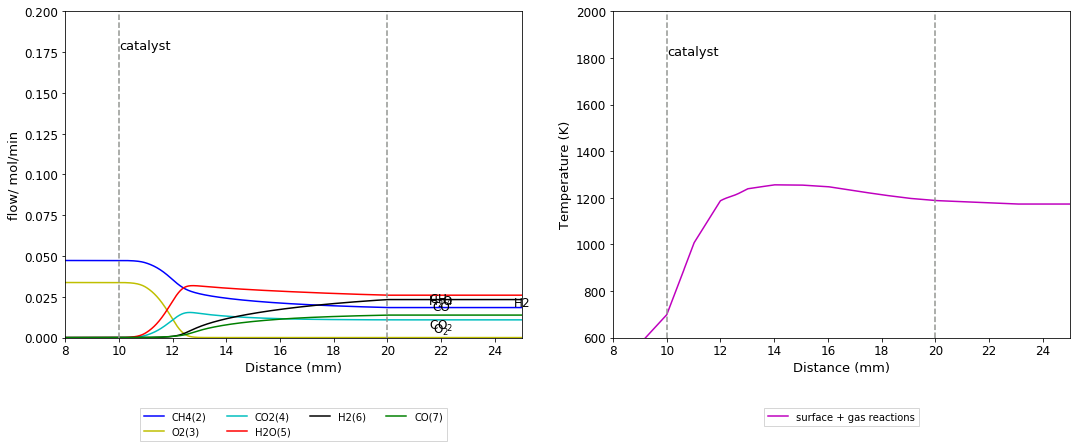 0.200
0.175
0.150
0.125
0.100
0.075
0.050
0.025
0.000
flow/ mol/min
catalyst
H2
CO
CO2
O2
8 10 12 14 16 18 20 22 24
Distance (mm)
CH4(2) CO2(4) H2(6) CO(7)
O2(3) H2O(5)
2000
1800
1600
1400
1200
1000
800
600
Temperature (K)
catalyst
8 10 12 14 16 18 20 22 24
Distance (mm)
surface + gas reactions